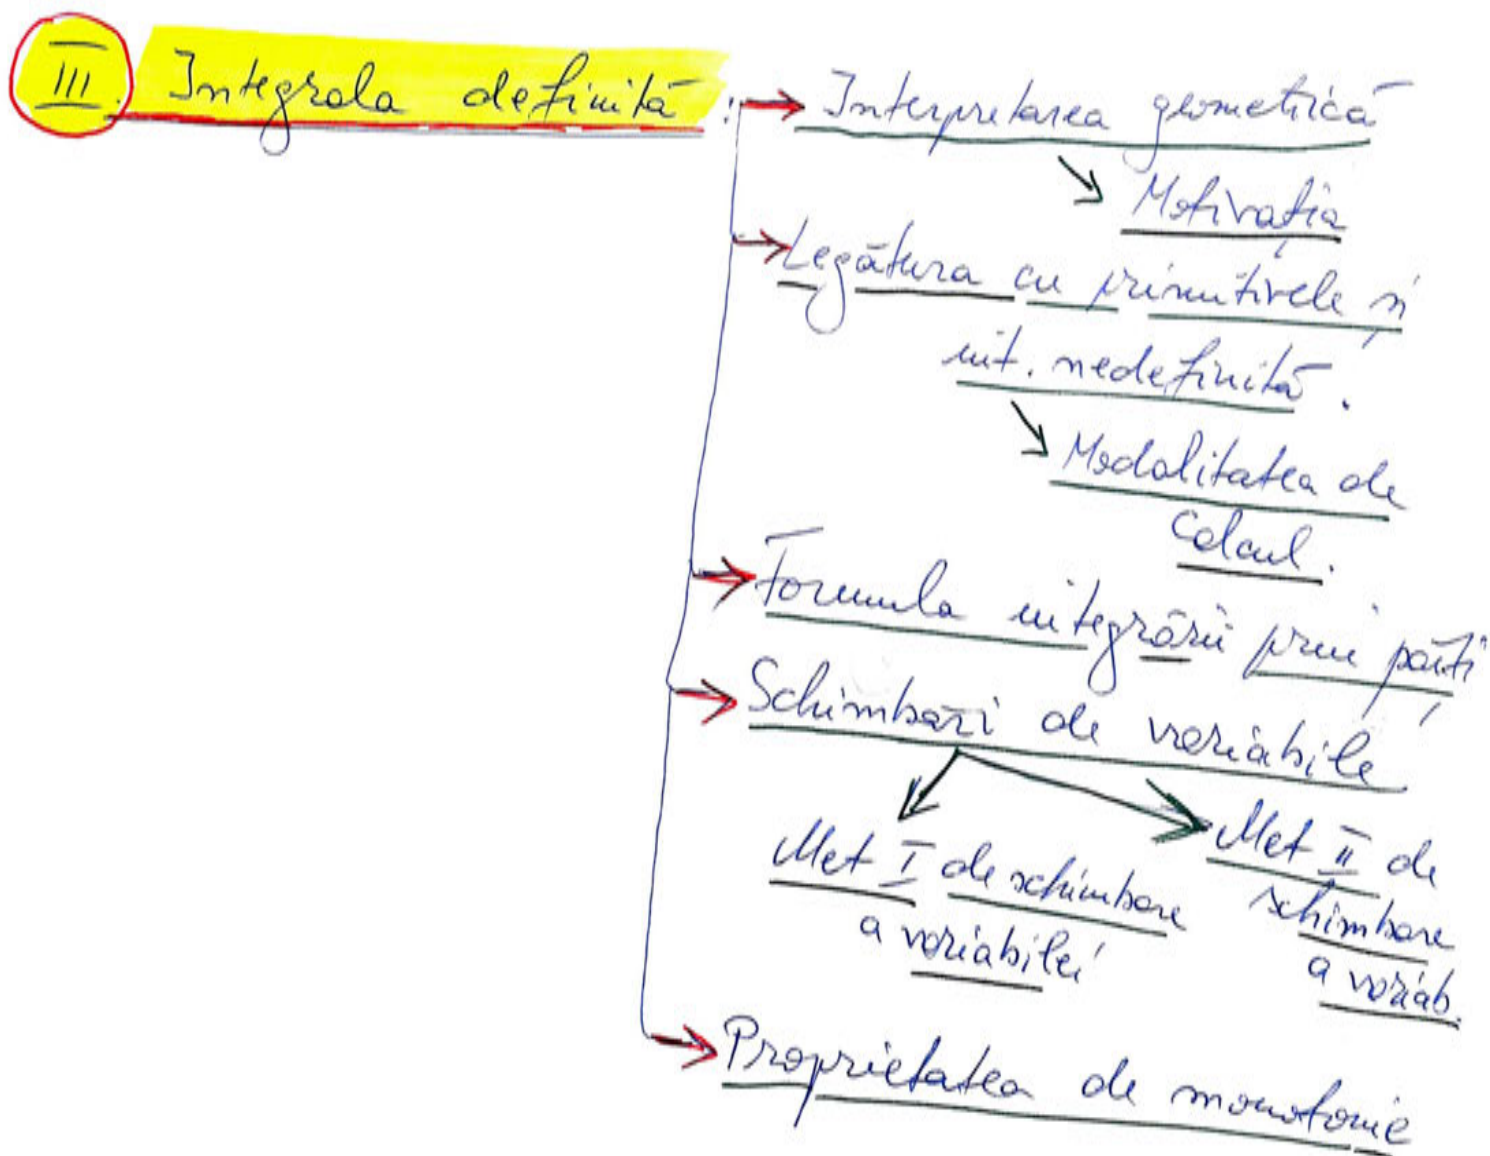 III. Integrala definită :
Interpretarea geometrică
Motivația
Legătura cu primitivele și
int. nedefinită.
Modalitatea de
calcul.
Formula integrării prin părți
Schimbări de variabile
Met I de schimbare
a variabilei
Met II de
schimbare
a variab.
Proprietatea de monotonie